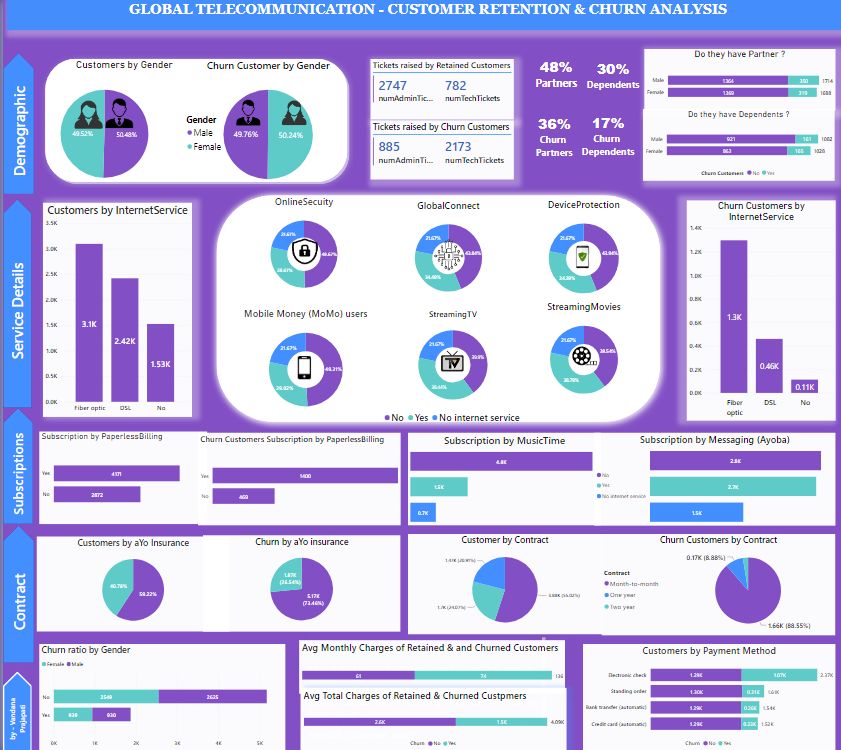 GLOBAL TELECOMMUNICATION - CUSTOMER RETENTION & CHURN ANALYSIS
Demographic
Customers by Gender
49.52%
50.48%
Gender
Male
Female
Churn Customer by Gender
49.76%
50.24%
Tickets raised by Retained Customers
2747
numAdminTic...
782
numTechTickets
Tickets raised by Churn Customers
885
numAdminTi...
2173
numTechTickets
48%
Partners
30%
Dependents
36%
Churn
Partners
17%
Churn
Dependents
Do they have Partner ?
Male
1364
350
1714
Female
1369
319
1688
Do they have Dependents ?
Male
921
161
1082
Female
863
165
1028
Churn Customers
No
Yes
Service Details
Customers by InternetService
3.5K
3.0K
2.5K
2.0K
1.5K
1.0K
0.5K
0.0K
3.1K
2.42K
1.53K
Fiber optic
DSL
No
OnlineSecuity
21.67%
49.67%
28.67%
GlobalConnect
21.67%
43.84%
34.49%
DeviceProtection
21.67%
43.94%
34.39%
Mobile Money (MoMo) users
21.67%
49.31%
29.02%
StreamingTV
21.67%
39.9%
38.44%
StreamingMovies
21.67%
39.54%
38.79%
No
Yes
No internet service
Churn Customers by
InternetService
1.4K
1.2K
1.0K
0.8K
0.6K
0.4K
0.2K
0.0K
1.3K
0.46K
0.11K
Fiber
optic
DSL
No
Subscriptions
Subscription by PaperlessBilling
Yes
4171
No
2872
Churn Customers Subscription by PaperlessBilling
Yes
1400
No
469
Subscription by MusicTime
4.8K
1.5K
0.7K
No
Yes
No internet service
Subscription by Messaging (Ayoba)
2.8K
2.7K
1.5K
Contract
Customers by aYo Insurance
40.78%
59.22%
Churn by aYo insurance
1.87K
(26.54%)
5.17K
(73.46%)
Customer by Contract
1.47K (20.91%)
1.7K (24.07%)
3.88K (55.02%)
Contract
Month-to-month
One year
Two year
Churn Customers by Contract
0.17K (8.88%)
1.66K (88.55%)
by - Vandana
Prajapati
Churn ratio by Gender
Female
Male
No
2549
2625
Yes
939
930
0K
1K
2K
3K
4K
5K
Avg Monthly Charges of Retained & and Churned Customers
61
74
136
Avg Total Charges of Retained & Churned Custpmers
2.6K
1.5K
4.09K
Churn
No
Yes
Customers by Payment Method
Electronic check
1.29K
1.07K
2.37K
Standing order
1.30K
0.31K
1.61K
Bank transfer (automatic)
1.29K
0.26K
1.54K
Credit card (automatic)
1.29K
0.23K
1.52K
Churn
No
Yes